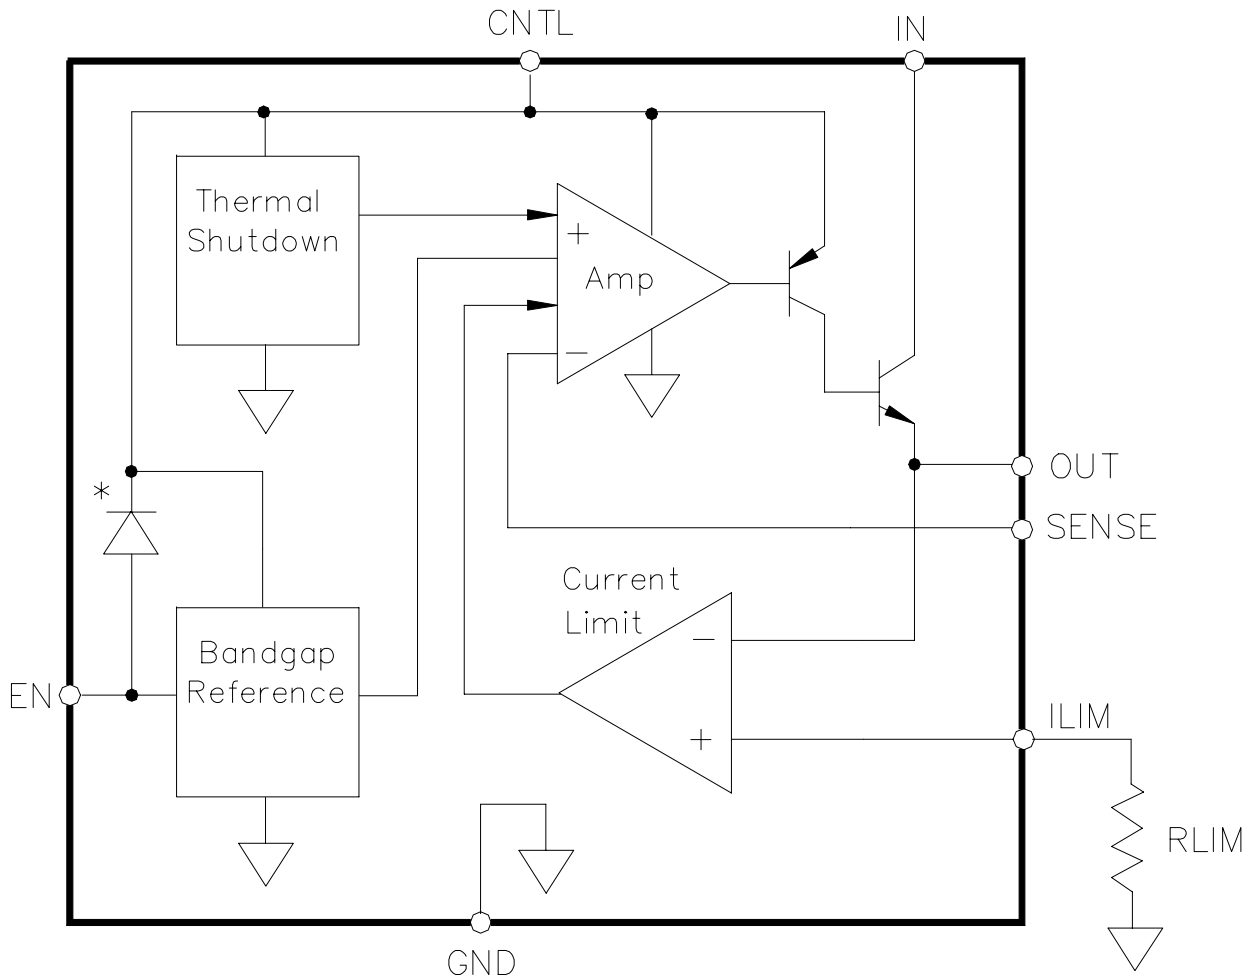 CNTL
IN
Thermal
Shutdown
+
Amp
−
OUT
*
SENSE
Current
Limit
−
Bandgap
Reference
EN
ILIM
+
RLIM
GND